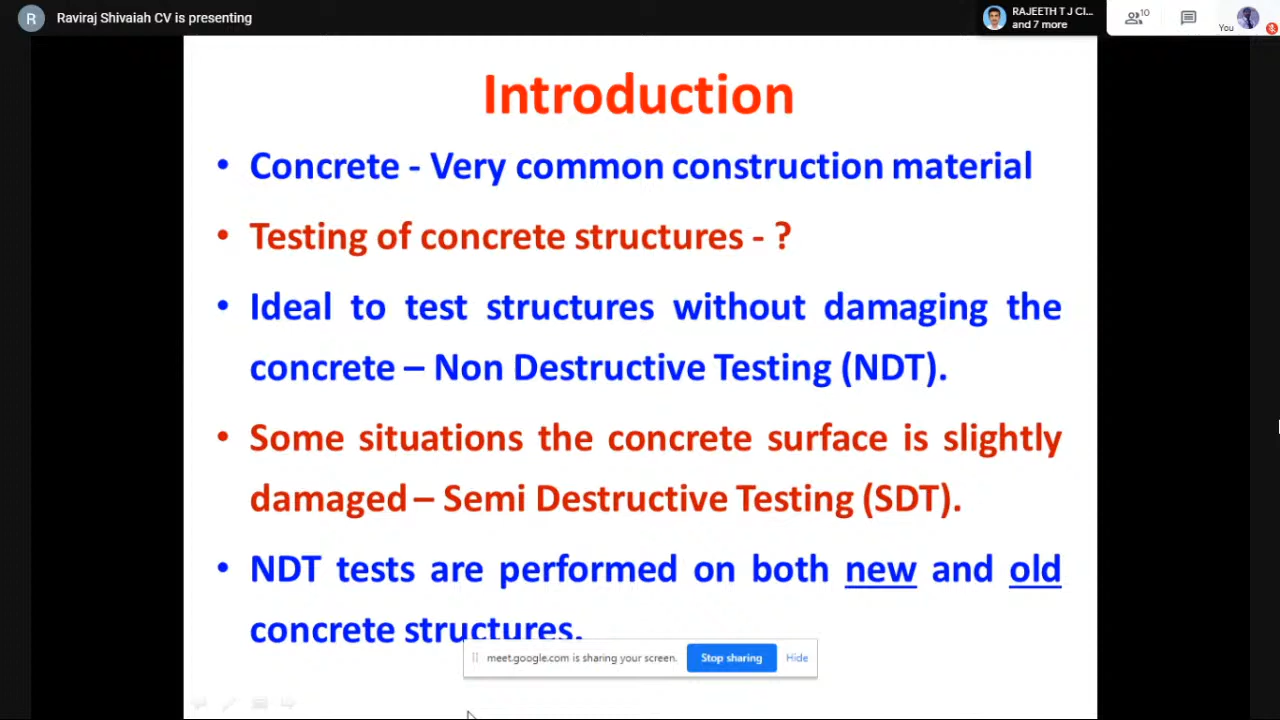 R
Raviraj Shivaiah CV is presenting
RAJEETH T J CI...
and 7 more
10
You
Introduction
• Concrete - Very common construction material
• Testing of concrete structures - ?
• Ideal to test structures without damaging the
concrete – Non Destructive Testing (NDT).
• Some situations the concrete surface is slightly
damaged – Semi Destructive Testing (SDT).
• NDT tests are performed on both new and old
concrete structures.
meet.google.com is sharing your screen.
Stop sharing
Hide